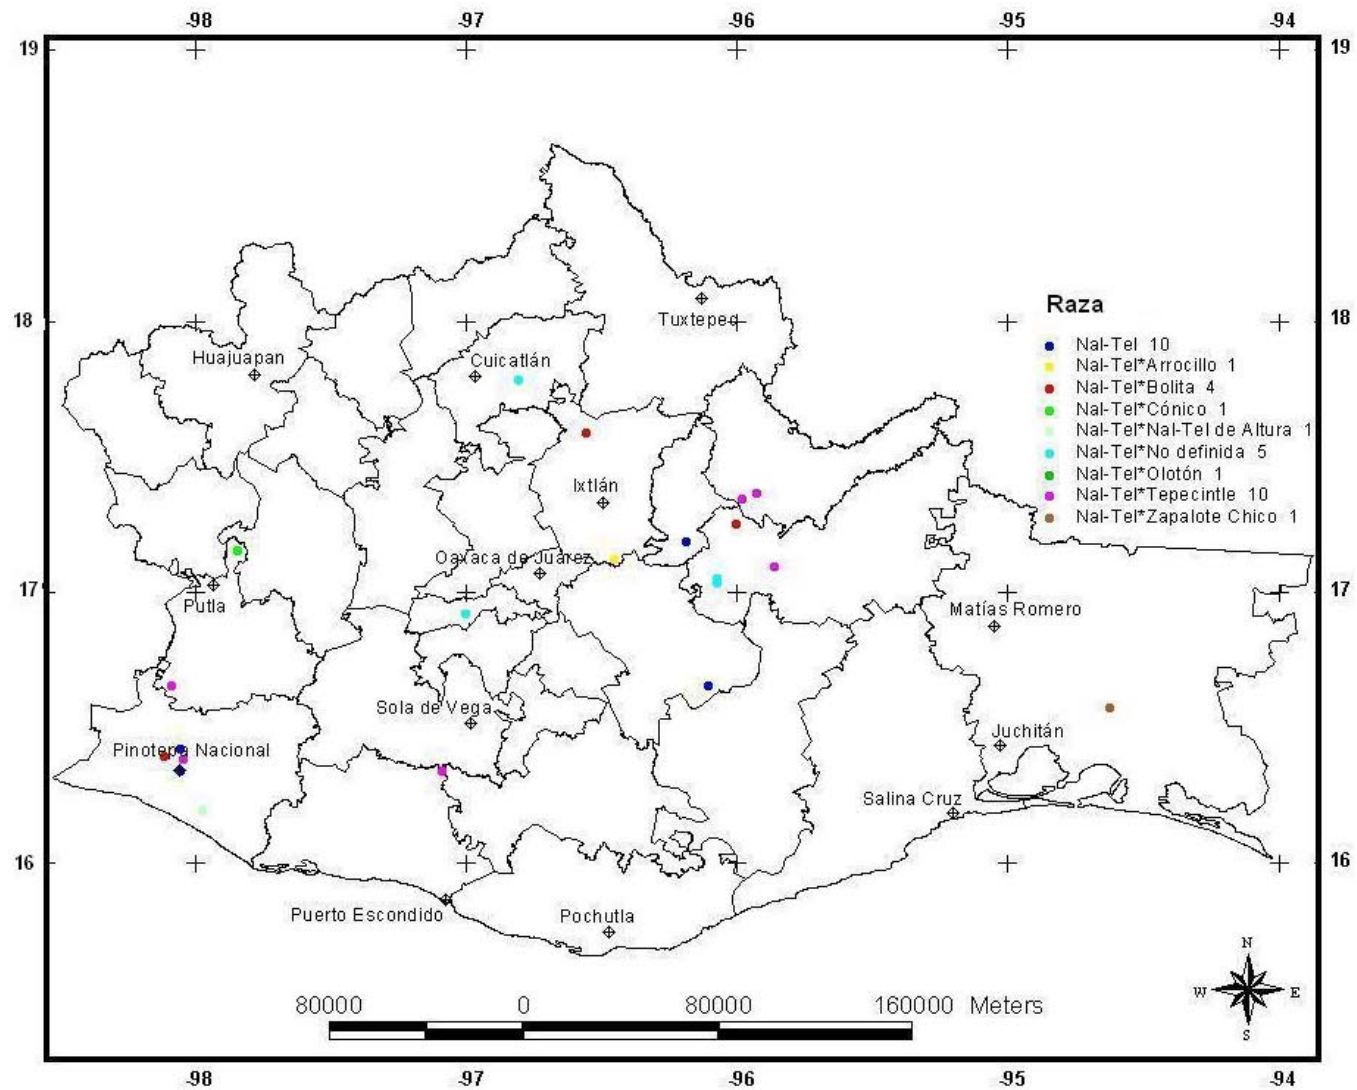 -98 -97 -96 -95 -94
19 19
18 18
Tuxtepeq
Raza
Huajuapan
Cuicatlán
Nal-Tel 10
Nal-Tel*Arrocillo 1
Nal-Tel*Bolita 4
Nal-Tel*Cónico 1
Nal-Tel*Nal-Tel de Altura 1
Nal-Tel*No definida 5
Nal-Tel*Olotón 1
Nal-Tel*Tepecintle 10
Nal-Tel*Zapalote Chico 1
Ixtlán
Oaxaca de Juárez
17 17
Putla
Matías Romero
Sola de Vega
Juchitán
Pinotepa Nacional
Salina Cruz
16 16
Puerto Escondido
Pochutla
N
W E
S
80000 0 80000 160000 Meters
-98 -97 -96 -95 -94